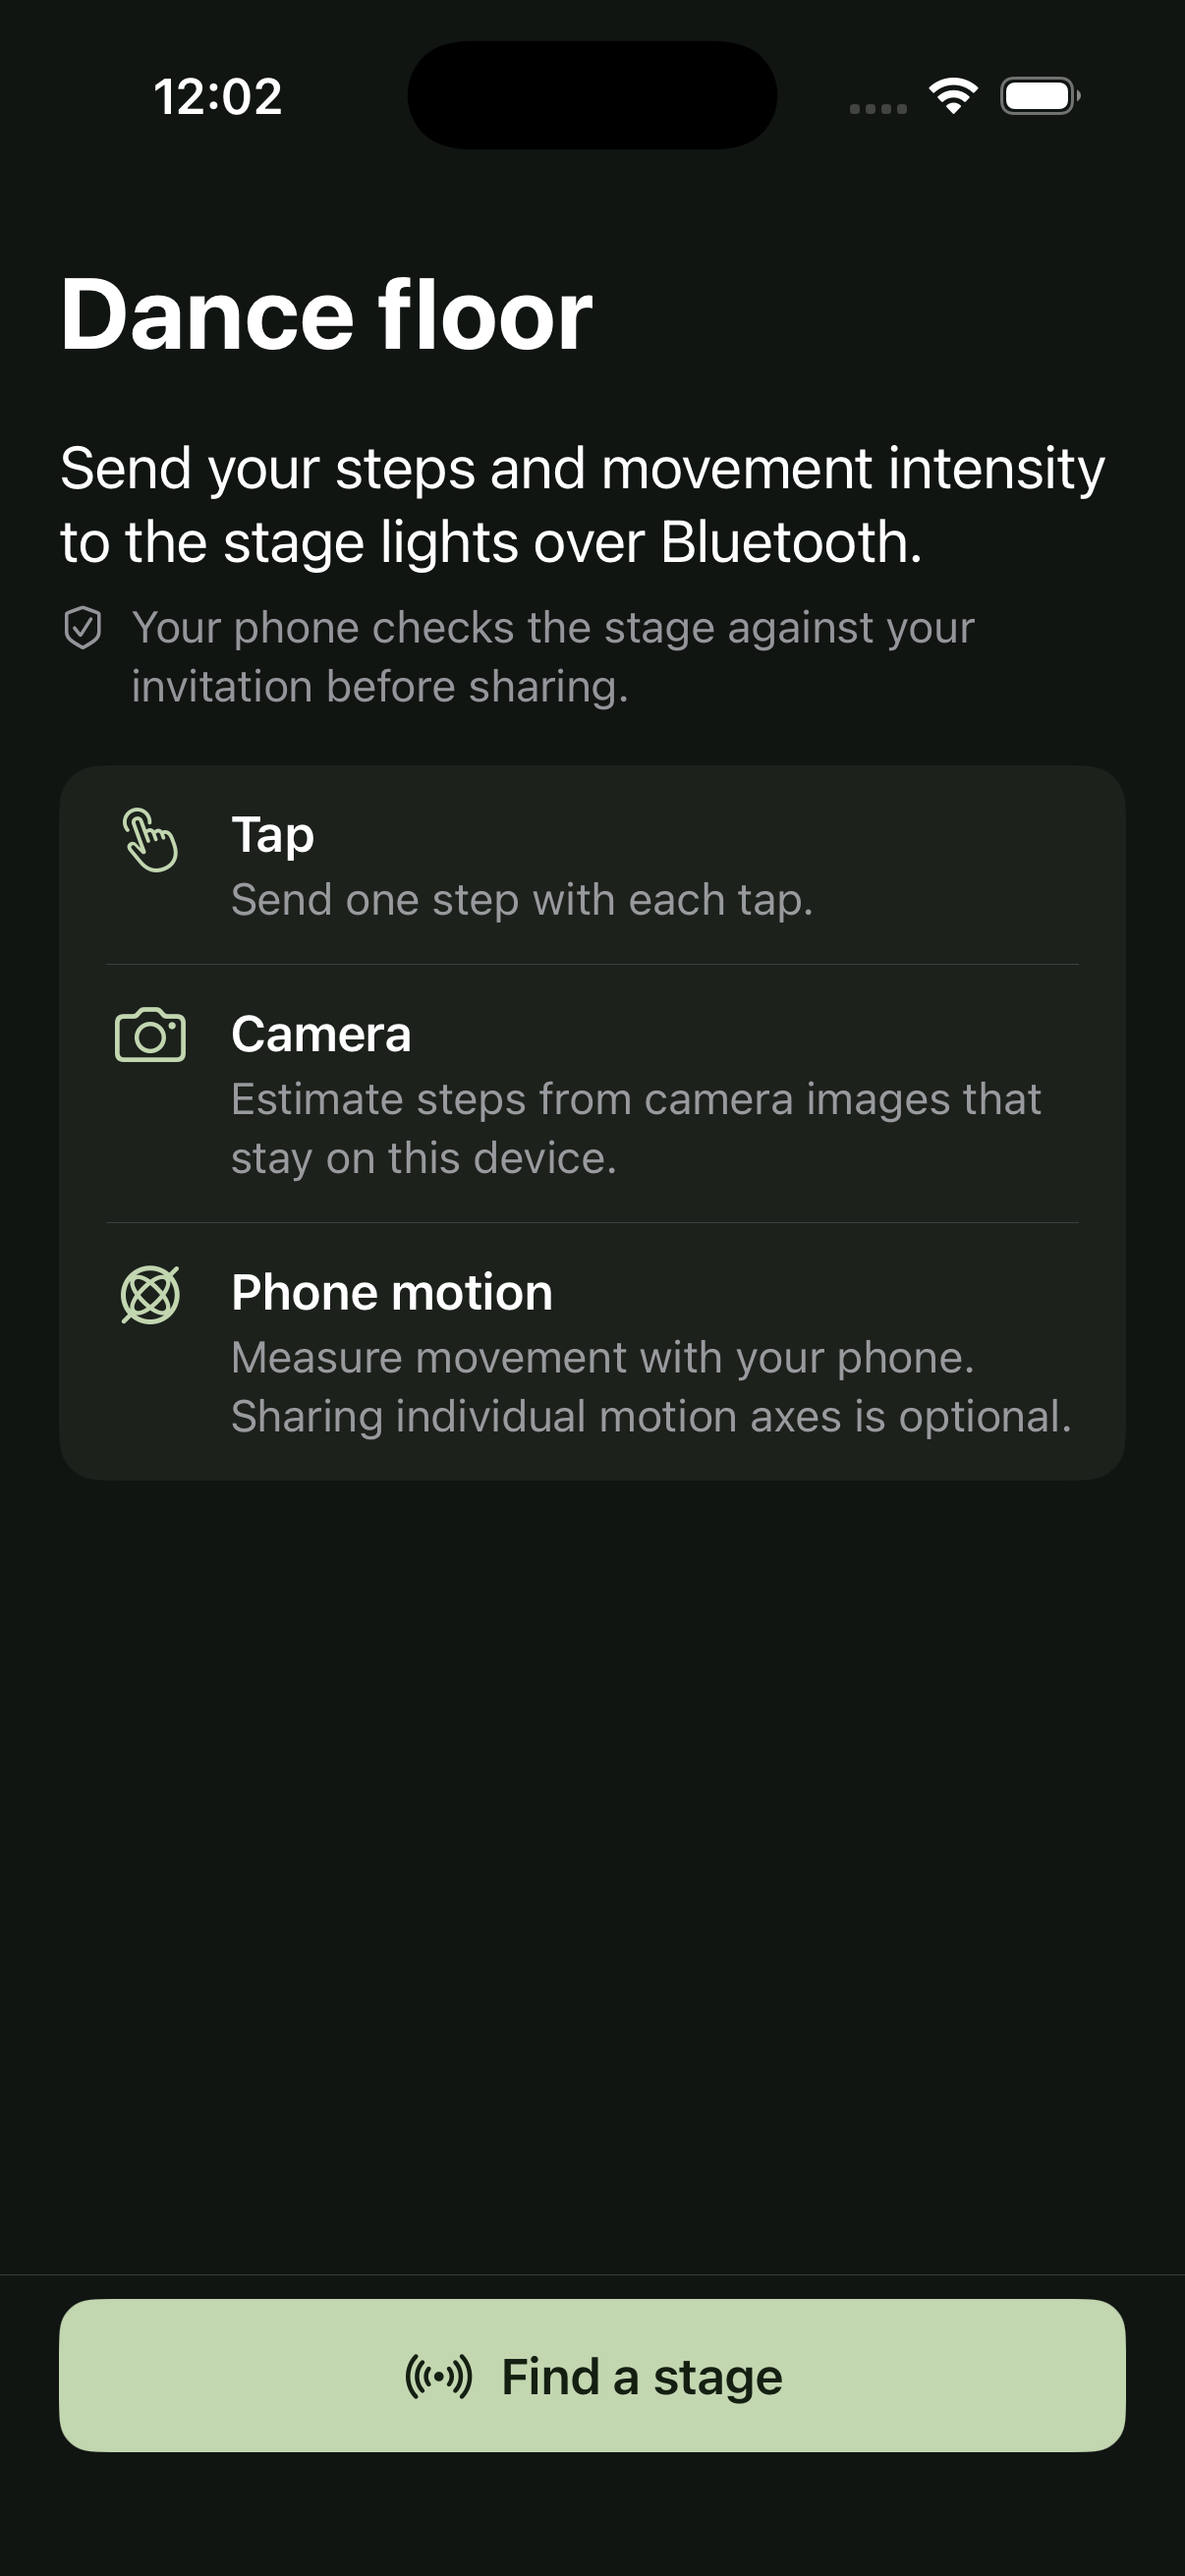 12:02
Dance floor
Send your steps and movement intensity
to the stage lights over Bluetooth.
Your phone checks the stage against your
invitation before sharing.
Tap
Send one step with each tap.
Camera
Estimate steps from camera images that
stay on this device.
Phone motion
Measure movement with your phone.
Sharing individual motion axes is optional.
Find a stage